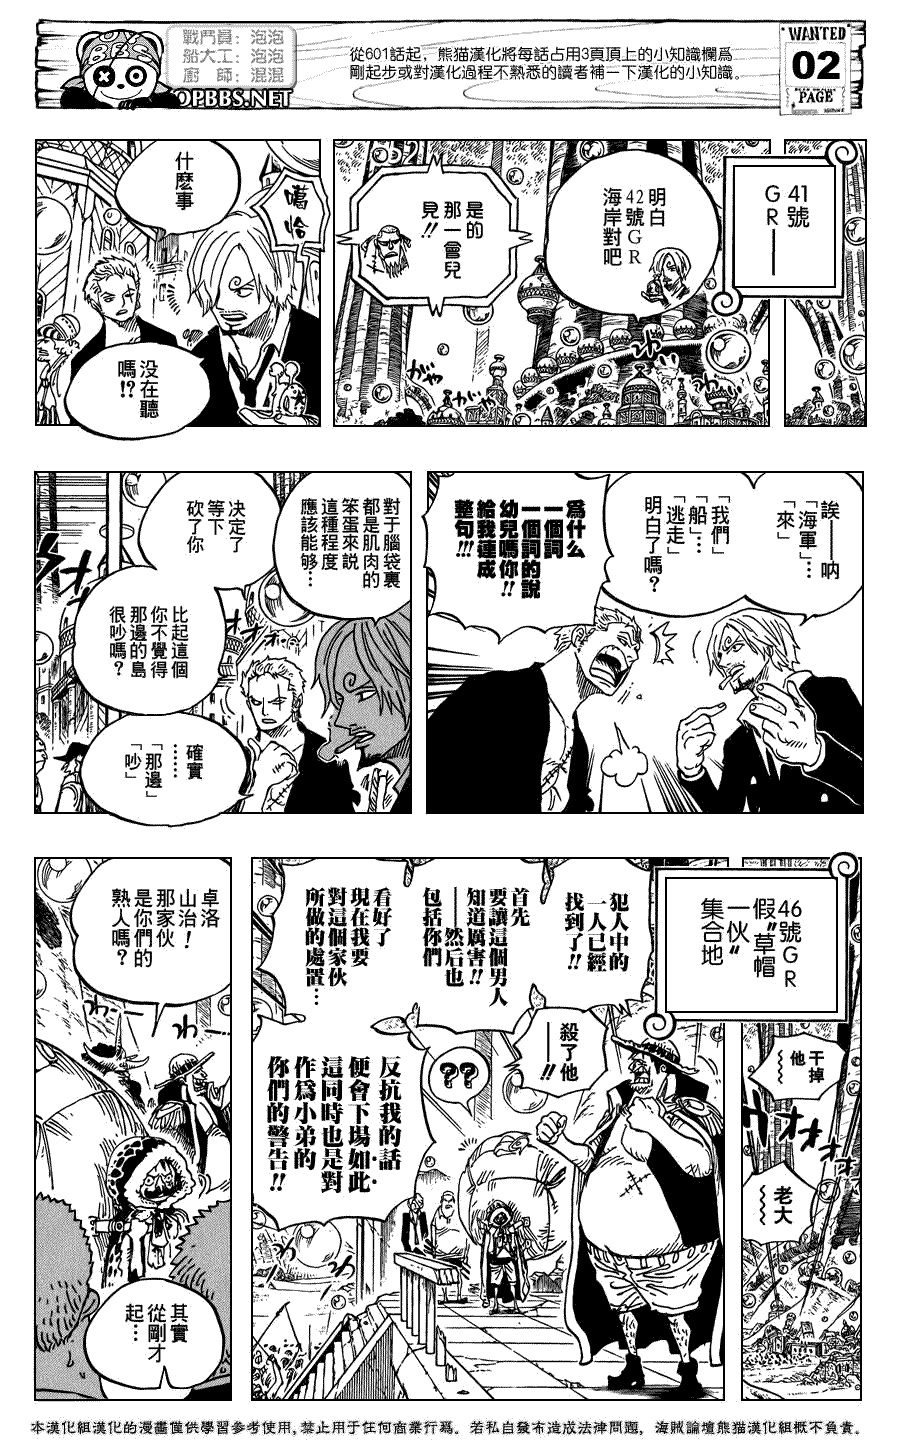 戰鬥員：泡泡
船大工：泡泡
廚　師：混混
OPBBS.NET
從601話起，熊猫漢化將每話占用3頁頂上的小知識欄爲
剛起步或對漢化過程不熟悉的讀者補一下漢化的小知識。
WANTED
02
PAGE
41號
GR——
明白
42號GR
海岸對吧
是的
那一會兒
見!!
噶
恰
什麽事
没在聽
嗎!?
誒——呐
「海軍」…
「來」
「我們」
「船」…
「逃走」
明白了嗎？
爲什么
一個詞
一個詞的說
幼兒嗎你!!
給我連成
整句!!!
對于腦袋裏
都是肌肉的
笨蛋來說
這種程度
應該能够…
决定了
等下
砍了你
比起這個
你不覺得
那邊的島
很吵嗎？
確實
……
「那邊」
「吵」
46號GR
假"草帽
一伙"
集合地
干掉
他
老大
犯人中的
一人已經
找到了!!
首先
要讓這個男人
知道厲害!!
——然后也
包括你們
看好了
現在我要
對這個家伙
所做的處置…
殺了他
——!!
??
反抗我的話
便會下場如此
這同時也是對
作爲小弟的
你們的警告!!
卓洛
山治！
那家伙
是你們的
熟人嗎？
其實
從剛才
起…
本漢化組漢化的漫畫僅供學習參考使用,禁止用于任何商業行爲。若私自發布造成法律問題，海賊論壇熊猫漢化組概不負責。